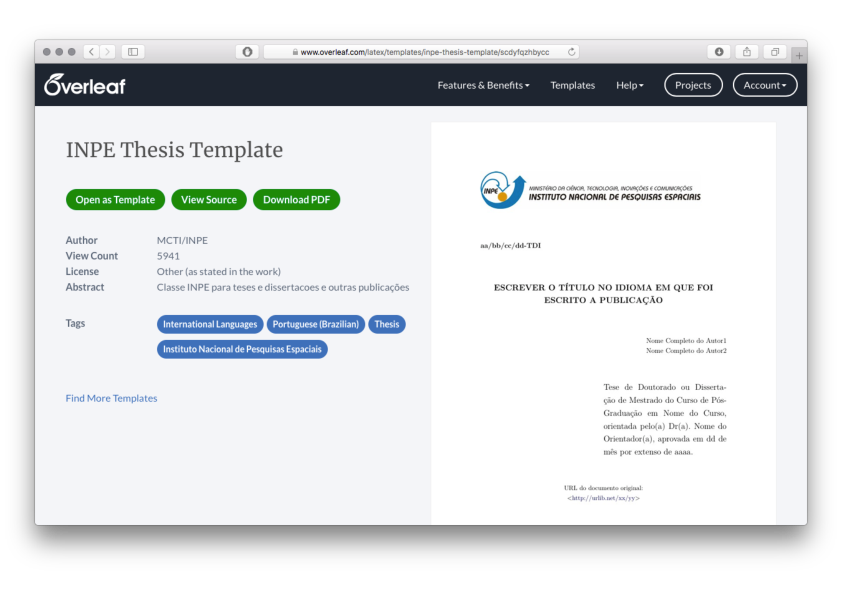 www.overleaf.com/latex/templates/inpe-thesis-template/scdyfqzhbycc
Overleaf
Features & Benefits
Templates
Help
Projects
Account
INPE Thesis Template
Open as Template
View Source
Download PDF
Author MCTI/INPE
View Count 5941
License Other (as stated in the work)
Abstract Classe INPE para teses e dissertacoes e outras publicações
Tags International Languages Portuguese (Brazilian) Thesis
Instituto Nacional de Pesquisas Espaciais
Find More Templates
INPE
MINISTÉRIO DA CIÊNCIA, TECNOLOGIA, INOVAÇÕES E COMUNICAÇÕES
INSTITUTO NACIONAL DE PESQUISAS ESPACIAIS
aa/bb/cc/dd-TDI
ESCREVER O TÍTULO NO IDIOMA EM QUE FOI
ESCRITO A PUBLICAÇÃO
Nome Completo do Autor1
Nome Completo do Autor2
Tese de Doutorado ou Disserta-
ção de Mestrado do Curso de Pós-
Graduação em Nome do Curso,
orientada pelo(a) Dr(a). Nome do
Orientador(a), aprovada em dd de
mês por extenso de aaaa.
URL do documento original:
<http://urlib.net/xx/yy>